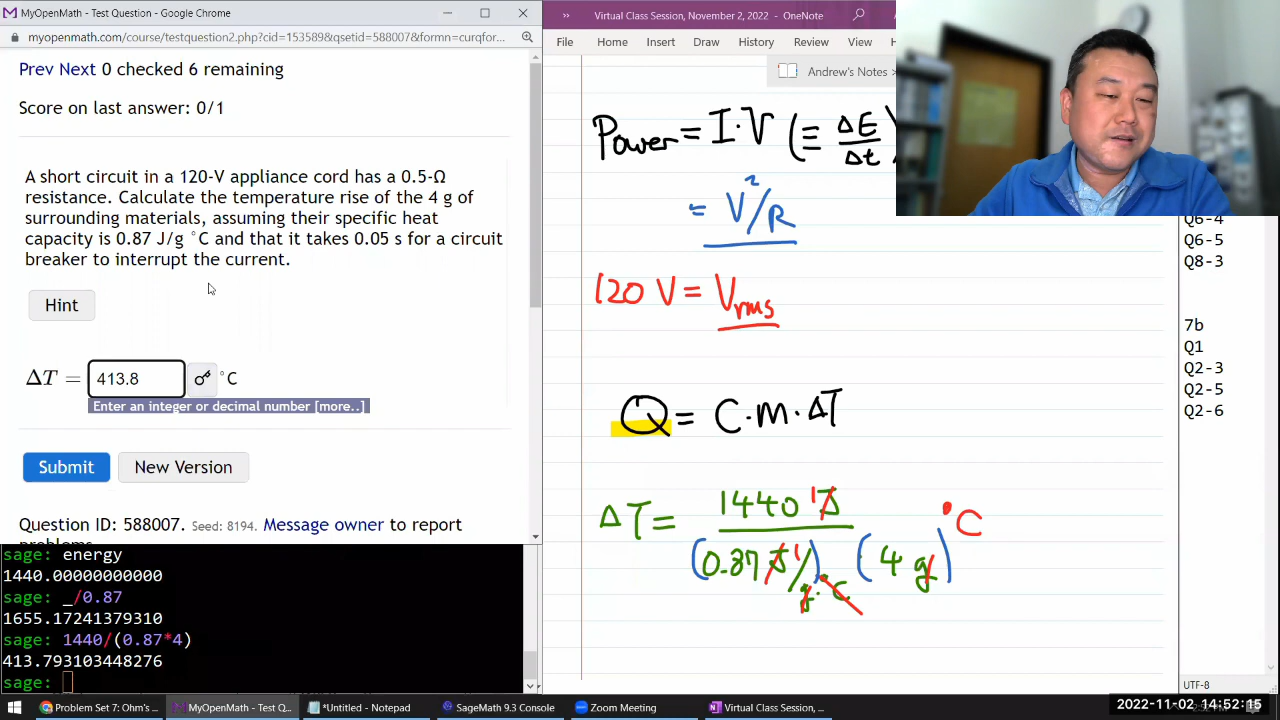 MyOpenMath - Test Question - Google Chrome
myopenmath.com/course/testquestion2.php?cid=153589&qsetid=588007&formn=curqfor...
Prev Next 0 checked 6 remaining
Score on last answer: 0/1
A short circuit in a 120-V appliance cord has a 0.5-Ω
resistance. Calculate the temperature rise of the 4 g of
surrounding materials, assuming their specific heat
capacity is 0.87 J/g °C and that it takes 0.05 s for a circuit
breaker to interrupt the current.
Hint
ΔT = 413.8 °C
Enter an integer or decimal number [more..]
Submit New Version
Question ID: 588007. Seed: 8194. Message owner to report
problems
sage: energy
1440.00000000000
sage: _/0.87
1655.17241379310
sage: 1440/(0.87*4)
413.793103448276
sage:
Virtual Class Session, November 2, 2022 - OneNote
File Home Insert Draw History Review View
Andrew's Notes >
Power = I·V (≡ ΔE/Δt
= V²/R
120 V = Vrms
Q = C·m·ΔT
ΔT = 1440 J / (0.87 J/g·°C) (4 g) °C
Q6-4
Q6-5
Q8-3
7b
Q1
Q2-3
Q2-5
Q2-6
UTF-8
Problem Set 7: Ohm's... MyOpenMath - Test Q... *Untitled - Notepad SageMath 9.3 Console Zoom Meeting Virtual Class Session,...
2022-11-02 14:52:15